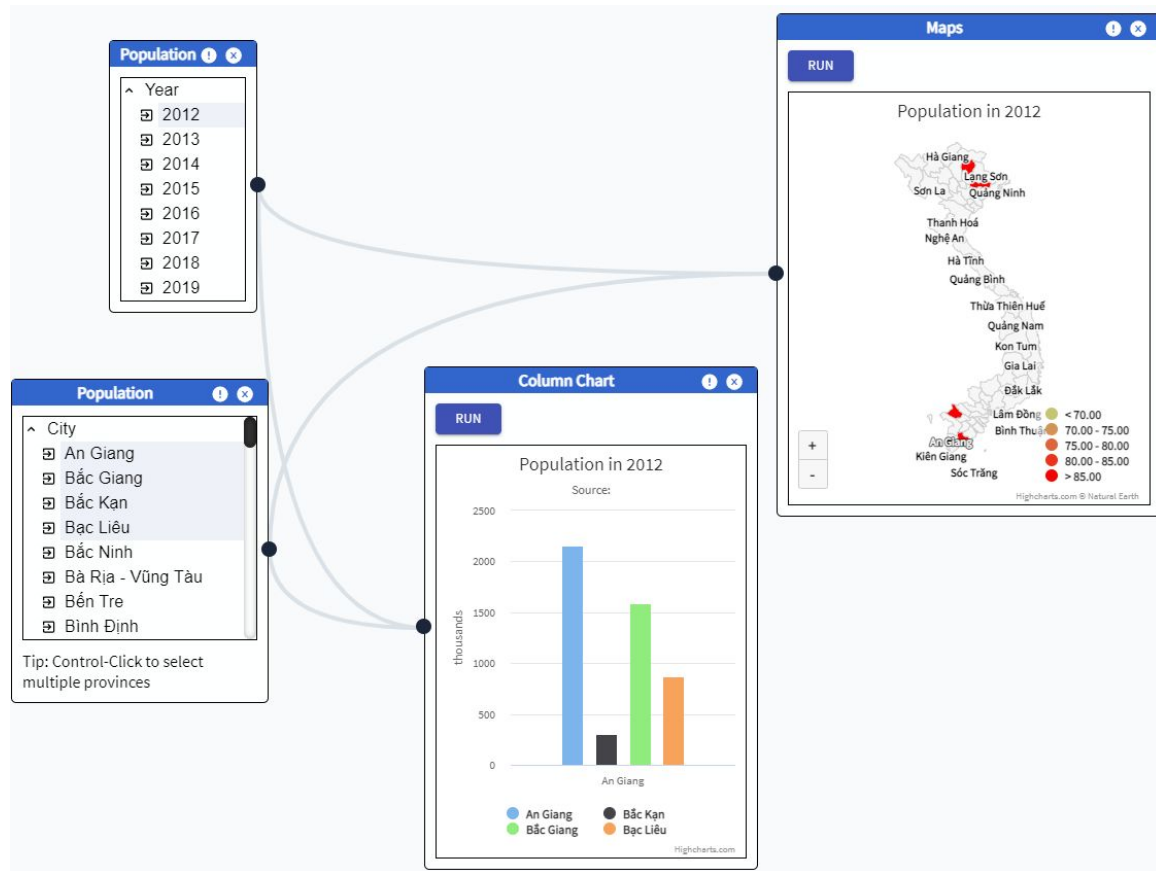 Population
Year
2012
2013
2014
2015
2016
2017
2018
2019
Population
City
An Giang
Bắc Giang
Bắc Kạn
Bạc Liêu
Bắc Ninh
Bà Rịa - Vũng Tàu
Bến Tre
Bình Định
Tip: Control-Click to select
multiple provinces
Column Chart
RUN
Population in 2012
Source:
thousands
2500
2000
1500
1000
500
0
An Giang
An Giang
Bắc Kạn
Bắc Giang
Bạc Liêu
Highcharts.com
Maps
RUN
Population in 2012
Hà Giang
Lạng Sơn
Sơn La
Quảng Ninh
Thanh Hoá
Nghệ An
Hà Tĩnh
Quảng Bình
Thừa Thiên Huế
Quảng Nam
Kon Tum
Gia Lai
Đắk Lắk
Lâm Đồng
Bình Thuận
An Giang
Kiên Giang
Sóc Trăng
+
-
< 70.00
70.00 - 75.00
75.00 - 80.00
80.00 - 85.00
> 85.00
Highcharts.com © Natural Earth